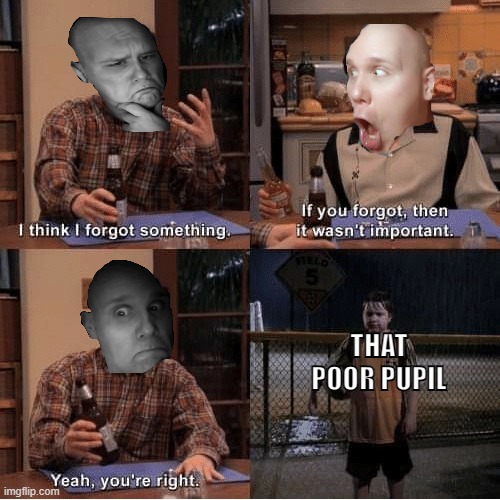 I think I forgot something.
If you forgot, then
it wasn't important.
Yeah, you're right.
FIELD
5
THAT
POOR PUPIL
imgflip.com